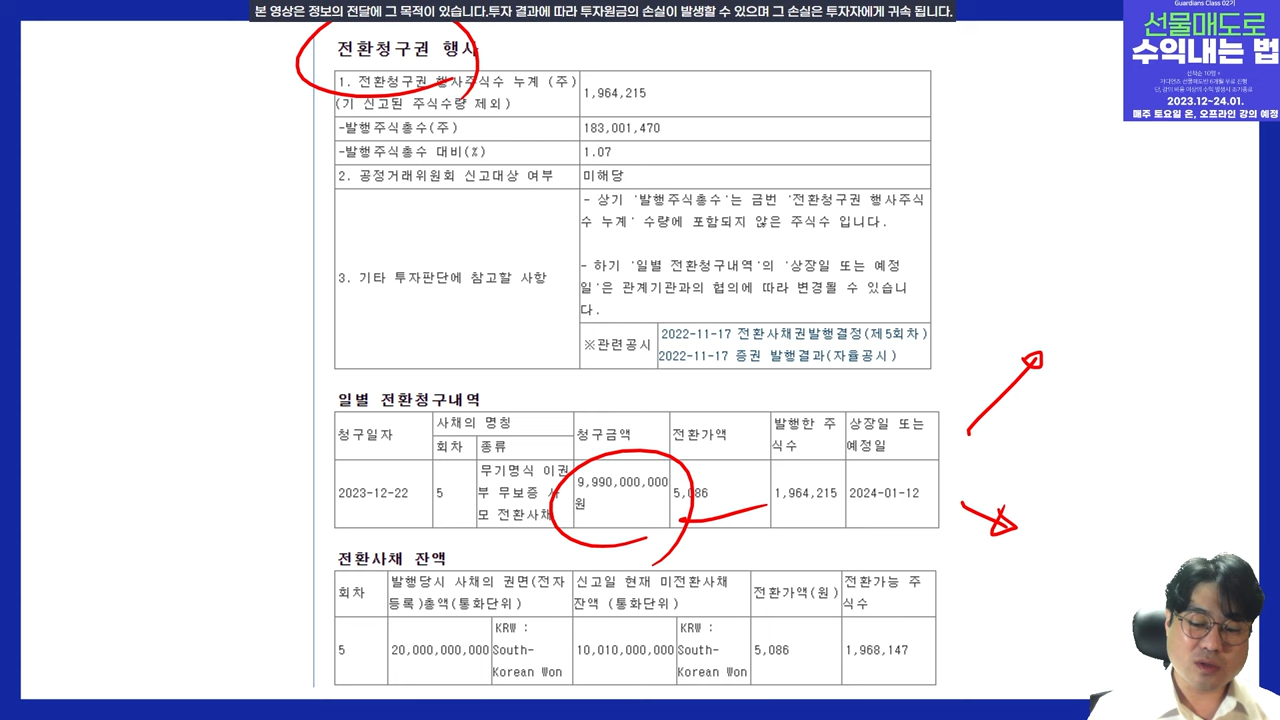 본 영상은 정보의 전달에 그 목적이 있습니다.투자 결과에 따라 투자원금의 손실이 발생할 수 있으며 그 손실은 투자자에게 귀속 됩니다.
Guardians Class 02기
선물매도로
수익내는 법
선착순 10명 +
가디언즈 선물매도반 6개월 무료 진행
2023.12~24.01.
매주 토요일 온, 오프라인 강의 예정
전환청구권 행사
1. 전환청구권 행사주식수 누계 (주)
(기 신고된 주식수량 제외)
1,964,215
-발행주식총수(주)
183,001,470
-발행주식총수 대비(%)
1.07
2. 공정거래위원회 신고대상 여부
미해당
3. 기타 투자판단에 참고할 사항
- 상기 '발행주식총수'는 금번 '전환청구권 행사주식
수 누계' 수량에 포함되지 않은 주식수 입니다.
- 하기 '일별 전환청구내역'의 '상장일 또는 예정
일'은 관계기관과의 협의에 따라 변경될 수 있습니
다.
※관련공시
2022-11-17 전환사채권발행결정(제5회차)
2022-11-17 증권 발행결과(자율공시)
일별 전환청구내역
청구일자
사채의 명칭
회차
종류
청구금액
전환가액
발행한 주
식수
상장일 또는
예정일
2023-12-22
5
무기명식 이권
부 무보증 사
모 전환사채
9,990,000,000
원
5,086
1,964,215
2024-01-12
전환사채 잔액
회차
발행당시 사채의 권면(전자
등록)총액(통화단위)
신고일 현재 미전환사채
잔액 (통화단위)
전환가액(원)
전환가능 주
식수
5
20,000,000,000
KRW :
South-
Korean Won
10,010,000,000
KRW :
South-
Korean Won
5,086
1,968,147